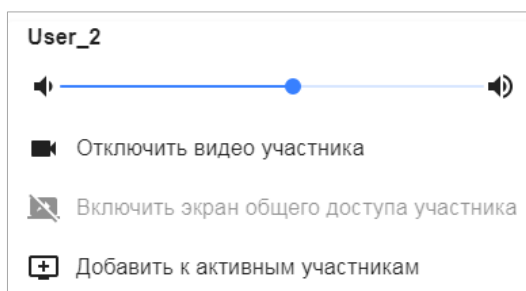 User_2
Отключить видео участника
Включить экран общего доступа участника
Добавить к активным участникам